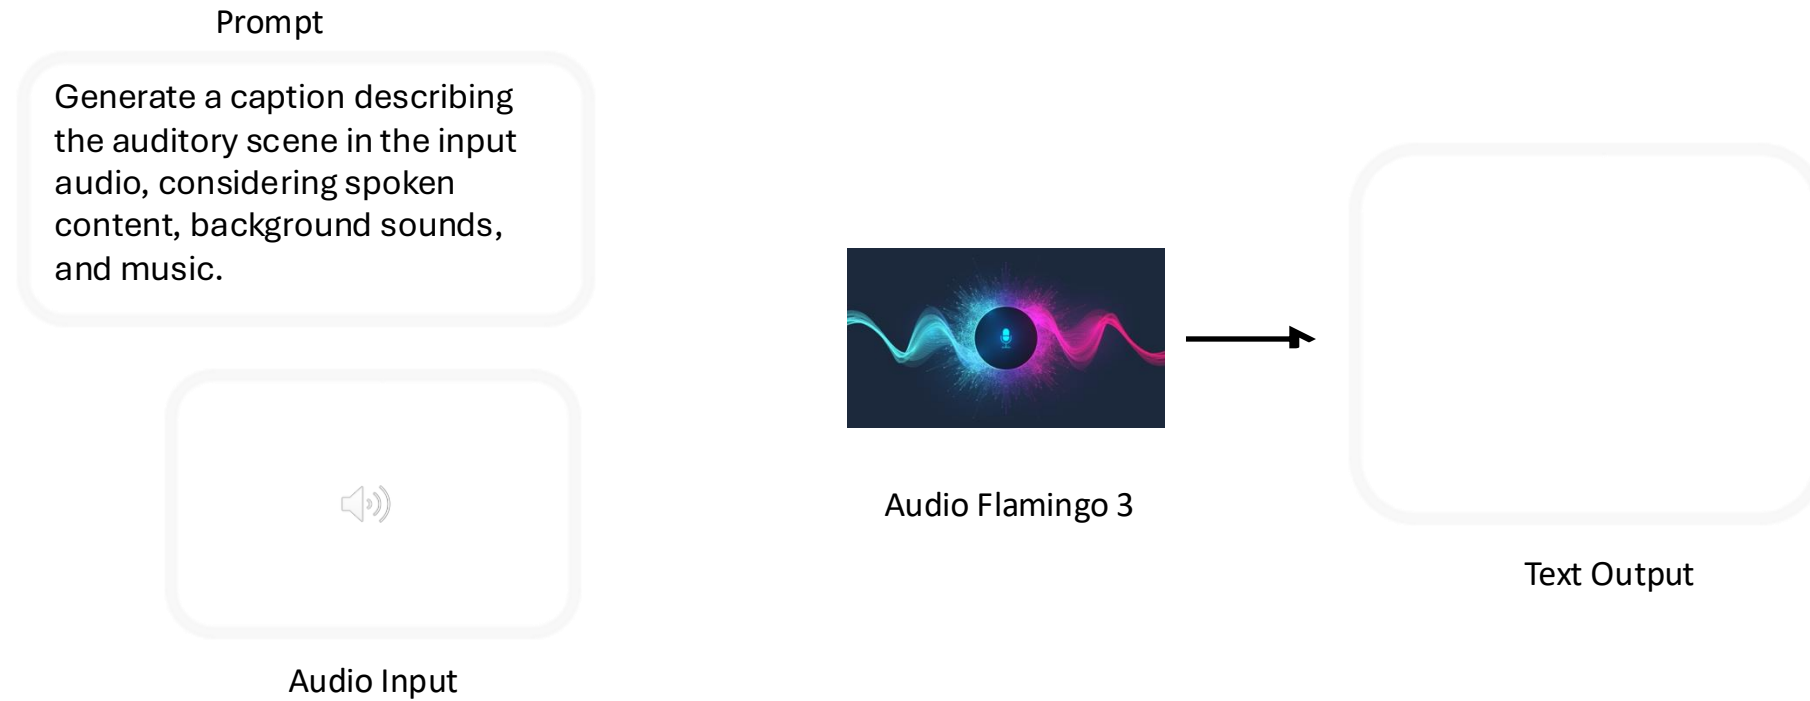 Prompt
Generate a caption describing
the auditory scene in the input
audio, considering spoken
content, background sounds,
and music.
Audio Input
Audio Flamingo 3
Text Output